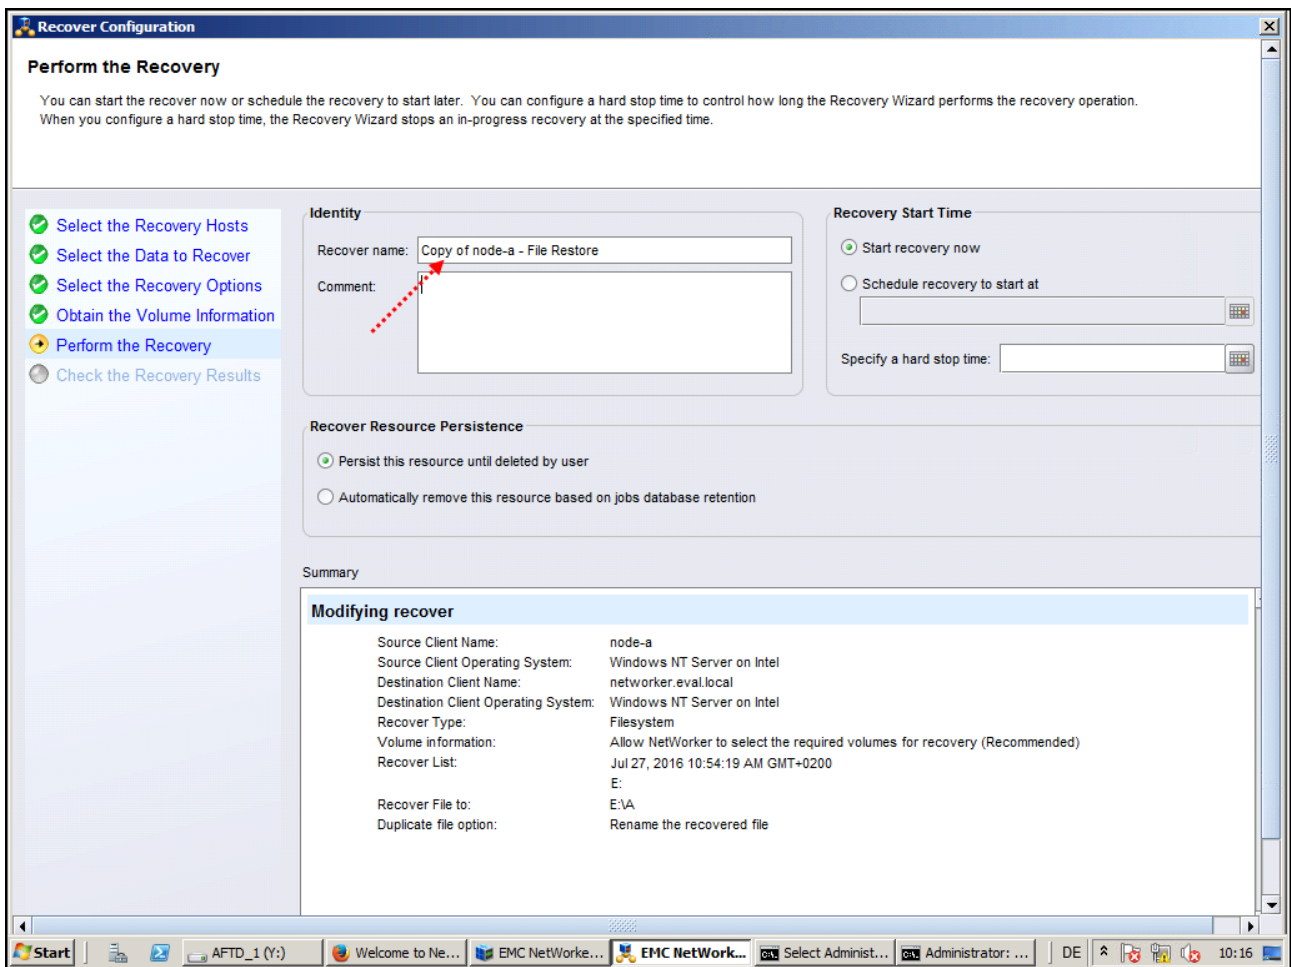 Recover Configuration
Perform the Recovery
You can start the recover now or schedule the recovery to start later. You can configure a hard stop time to control how long the Recovery Wizard performs the recovery operation.
When you configure a hard stop time, the Recovery Wizard stops an in-progress recovery at the specified time.
Select the Recovery Hosts
Select the Data to Recover
Select the Recovery Options
Obtain the Volume Information
Perform the Recovery
Check the Recovery Results
Identity
Recover name: Copy of node-a - File Restore
Comment:
Recovery Start Time
Start recovery now
Schedule recovery to start at
Specify a hard stop time:
Recover Resource Persistence
Persist this resource until deleted by user
Automatically remove this resource based on jobs database retention
Summary
Modifying recover
Source Client Name: node-a
Source Client Operating System: Windows NT Server on Intel
Destination Client Name: networker.eval.local
Destination Client Operating System: Windows NT Server on Intel
Recover Type: Filesystem
Volume information: Allow NetWorker to select the required volumes for recovery (Recommended)
Recover List: Jul 27, 2016 10:54:19 AM GMT+0200
E:
Recover File to: E:\A
Duplicate file option: Rename the recovered file
Start AFTD_1 (Y:) Welcome to Ne... EMC NetWorke... EMC NetWork... Select Administ... Administrator: ... DE 10:16